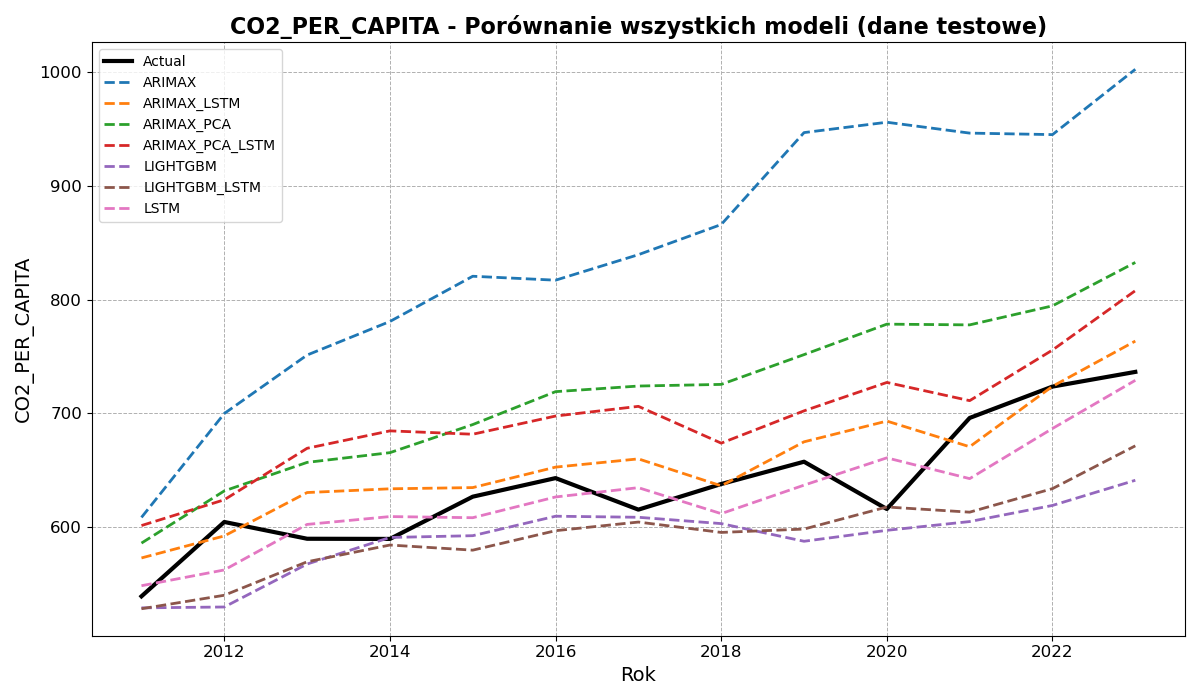 CO2_PER_CAPITA - Porównanie wszystkich modeli (dane testowe)
Actual
ARIMAX
ARIMAX_LSTM
ARIMAX_PCA
ARIMAX_PCA_LSTM
LIGHTGBM
LIGHTGBM_LSTM
LSTM
CO2_PER_CAPITA
1000
900
800
700
600
2012 2014 2016 2018 2020 2022
Rok